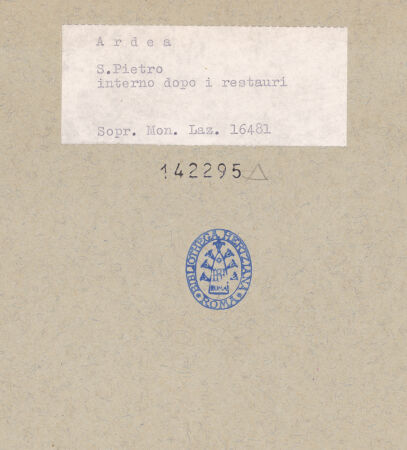 A r d e a
S.Pietro
interno dopo i restauri
Sopr. Mon. Laz. 16481
142295
BIBLIOTHECA HERTZIANA
ROMA